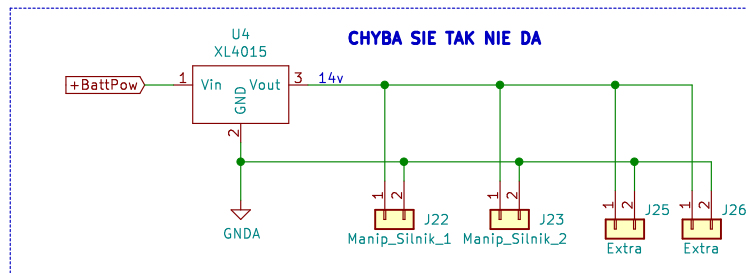 CHYBA SIE TAK NIE DA
U4
XL4015
+BattPow
1
Vin
Vout
3
14v
GND
2
GNDA
1
2
J22
Manip_Silnik_1
1
2
J23
Manip_Silnik_2
1
2
J25
Extra
1
2
J26
Extra